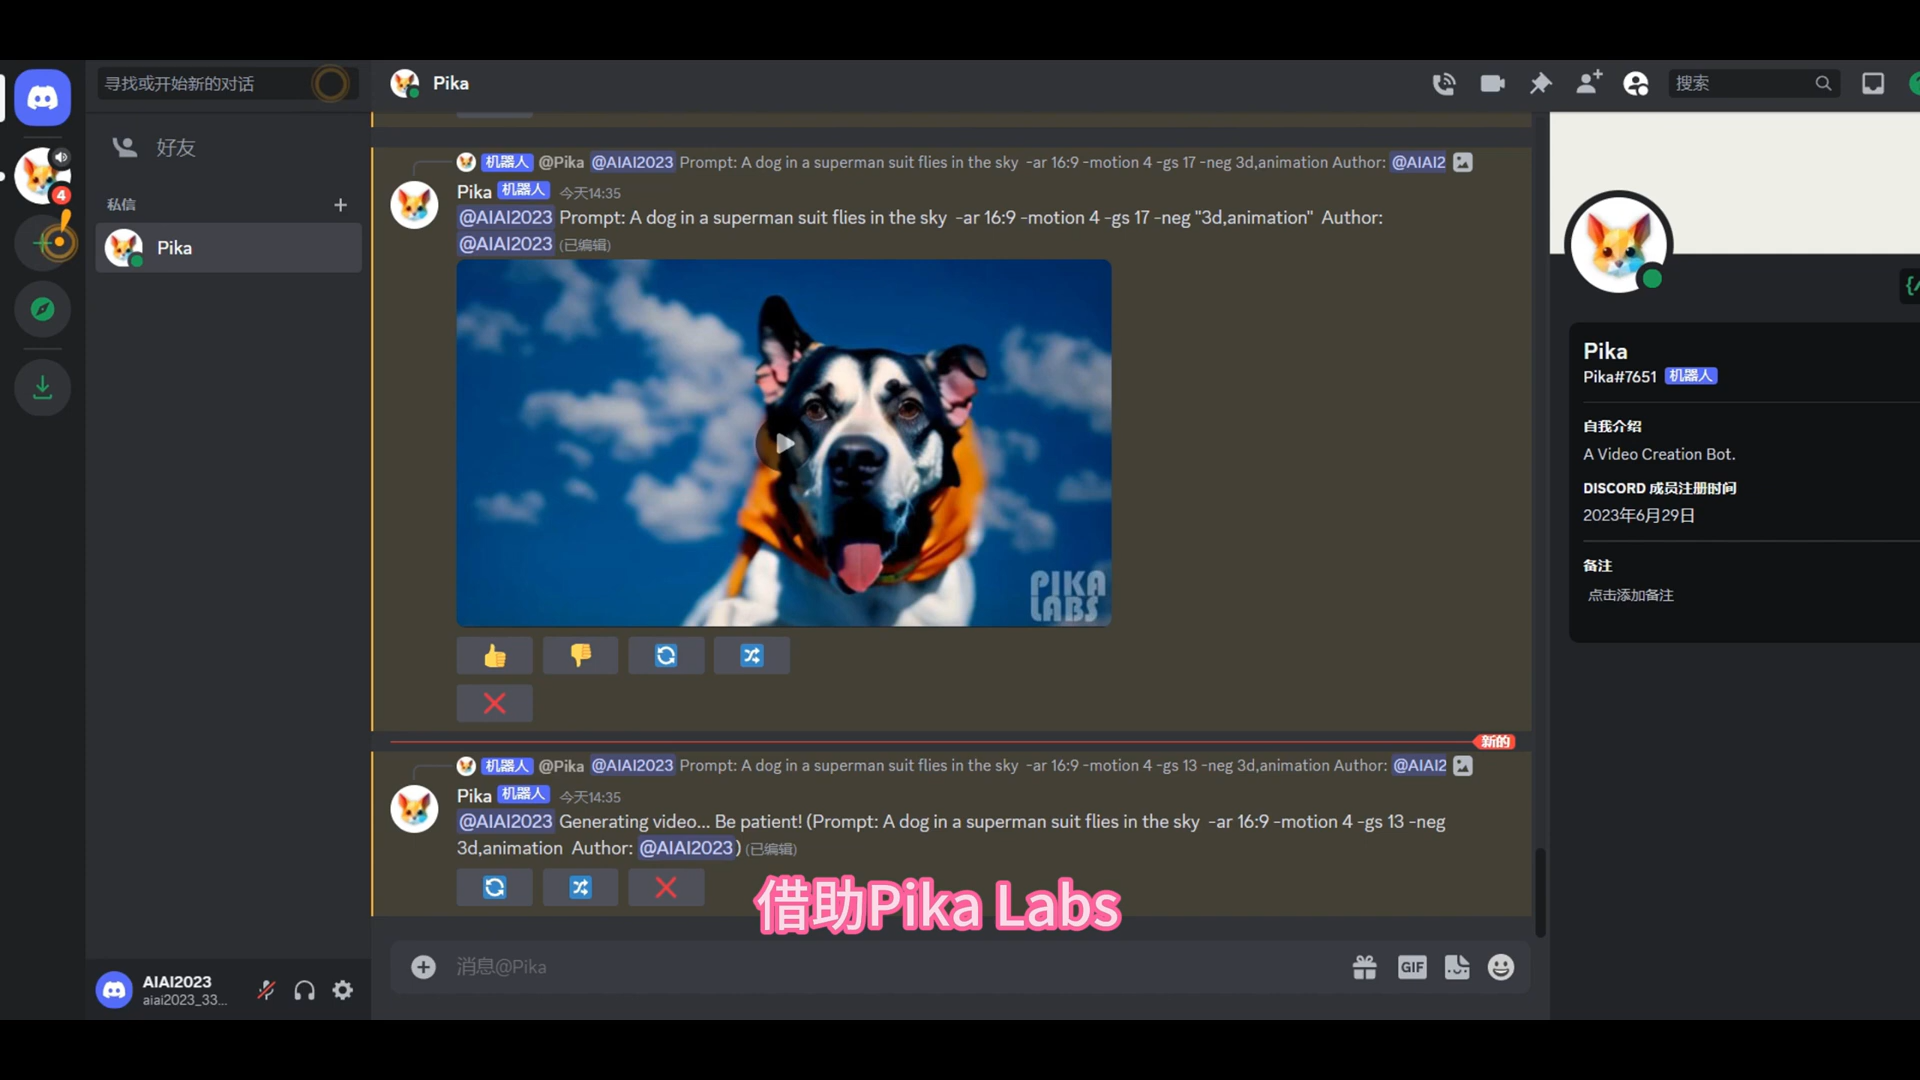 寻找或开始新的对话
Pika
搜索
好友
私信
Pika
4
机器人 @Pika @AIAI2023 Prompt: A dog in a superman suit flies in the sky -ar 16:9 -motion 4 -gs 17 -neg 3d,animation Author: @AIAI2
Pika 机器人 今天14:35
@AIAI2023 Prompt: A dog in a superman suit flies in the sky -ar 16:9 -motion 4 -gs 17 -neg "3d,animation" Author:
@AIAI2023 (已编辑)
PIKA
LABS
新的
机器人 @Pika @AIAI2023 Prompt: A dog in a superman suit flies in the sky -ar 16:9 -motion 4 -gs 13 -neg 3d,animation Author: @AIAI2
Pika 机器人 今天14:35
@AIAI2023 Generating video... Be patient! (Prompt: A dog in a superman suit flies in the sky -ar 16:9 -motion 4 -gs 13 -neg
3d,animation Author: @AIAI2023) (已编辑)
借助Pika Labs
消息@Pika
GIF
AIAI2023
aiai2023_33...
Pika
Pika#7651 机器人
自我介绍
A Video Creation Bot.
DISCORD 成员注册时间
2023年6月29日
备注
点击添加备注